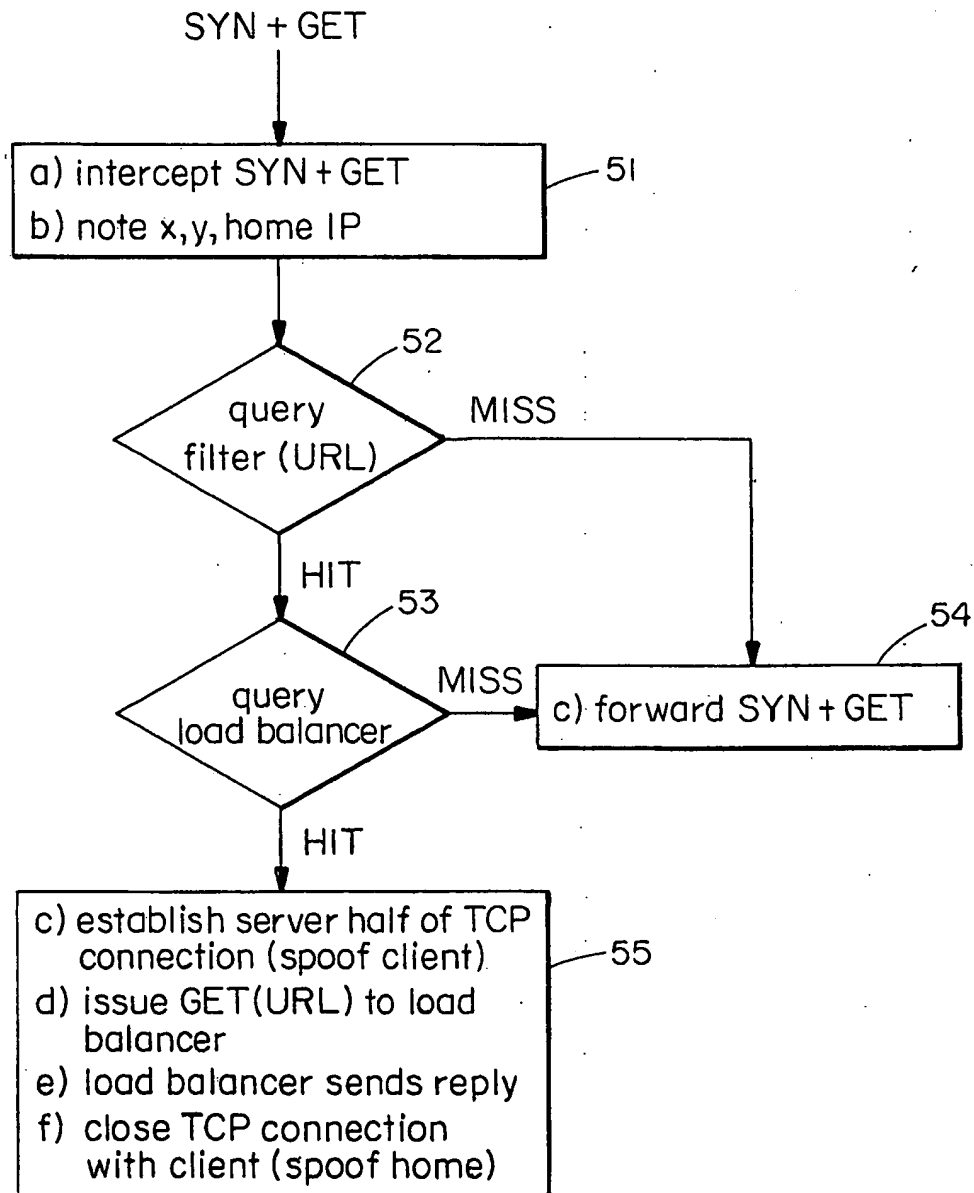 SYN + GET
a) intercept SYN + GET
b) note x, y, home IP
51
52
query
filter (URL)
MISS
HIT
53
54
query
load balancer
MISS
c) forward SYN + GET
HIT
c) establish server half of TCP
connection (spoof client)
55
d) issue GET(URL) to load
balancer
e) load balancer sends reply
f) close TCP connection
with client (spoof home)